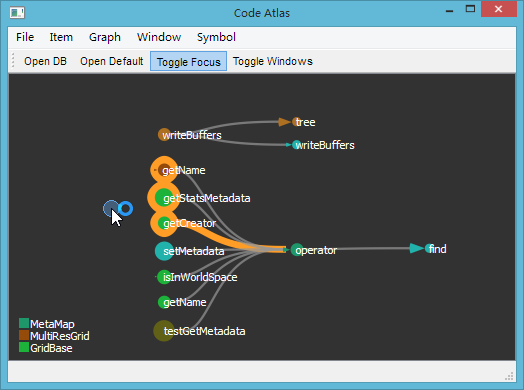 Code Atlas
File Item Graph Window Symbol
Open DB Open Default Toggle Focus Toggle Windows
tree
writeBuffers
writeBuffers
getName
getStatsMetadata
getCreator
setMetadata
operator
find
isInWorldSpace
getName
testGetMetadata
MetaMap
MultiResGrid
GridBase